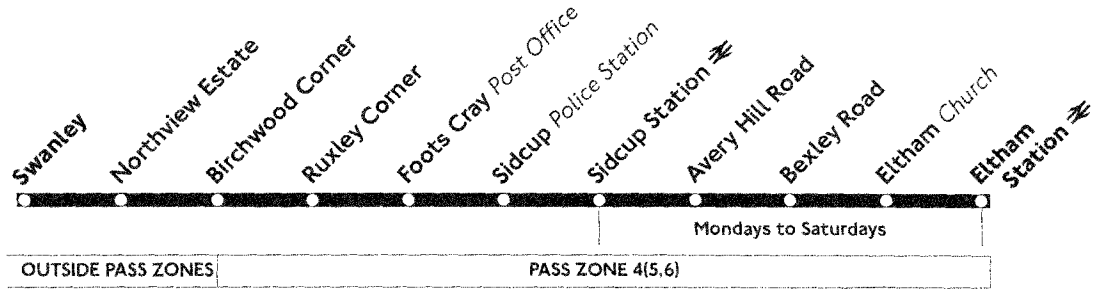 Swanley
Northview Estate
Birchwood Corner
Ruxley Corner
Foots Cray Post Office
Sidcup Police Station
Sidcup Station
Avery Hill Road
Bexley Road
Eltham Church
Eltham
Station
Mondays to Saturdays
OUTSIDE PASS ZONES
PASS ZONE 4(5,6)